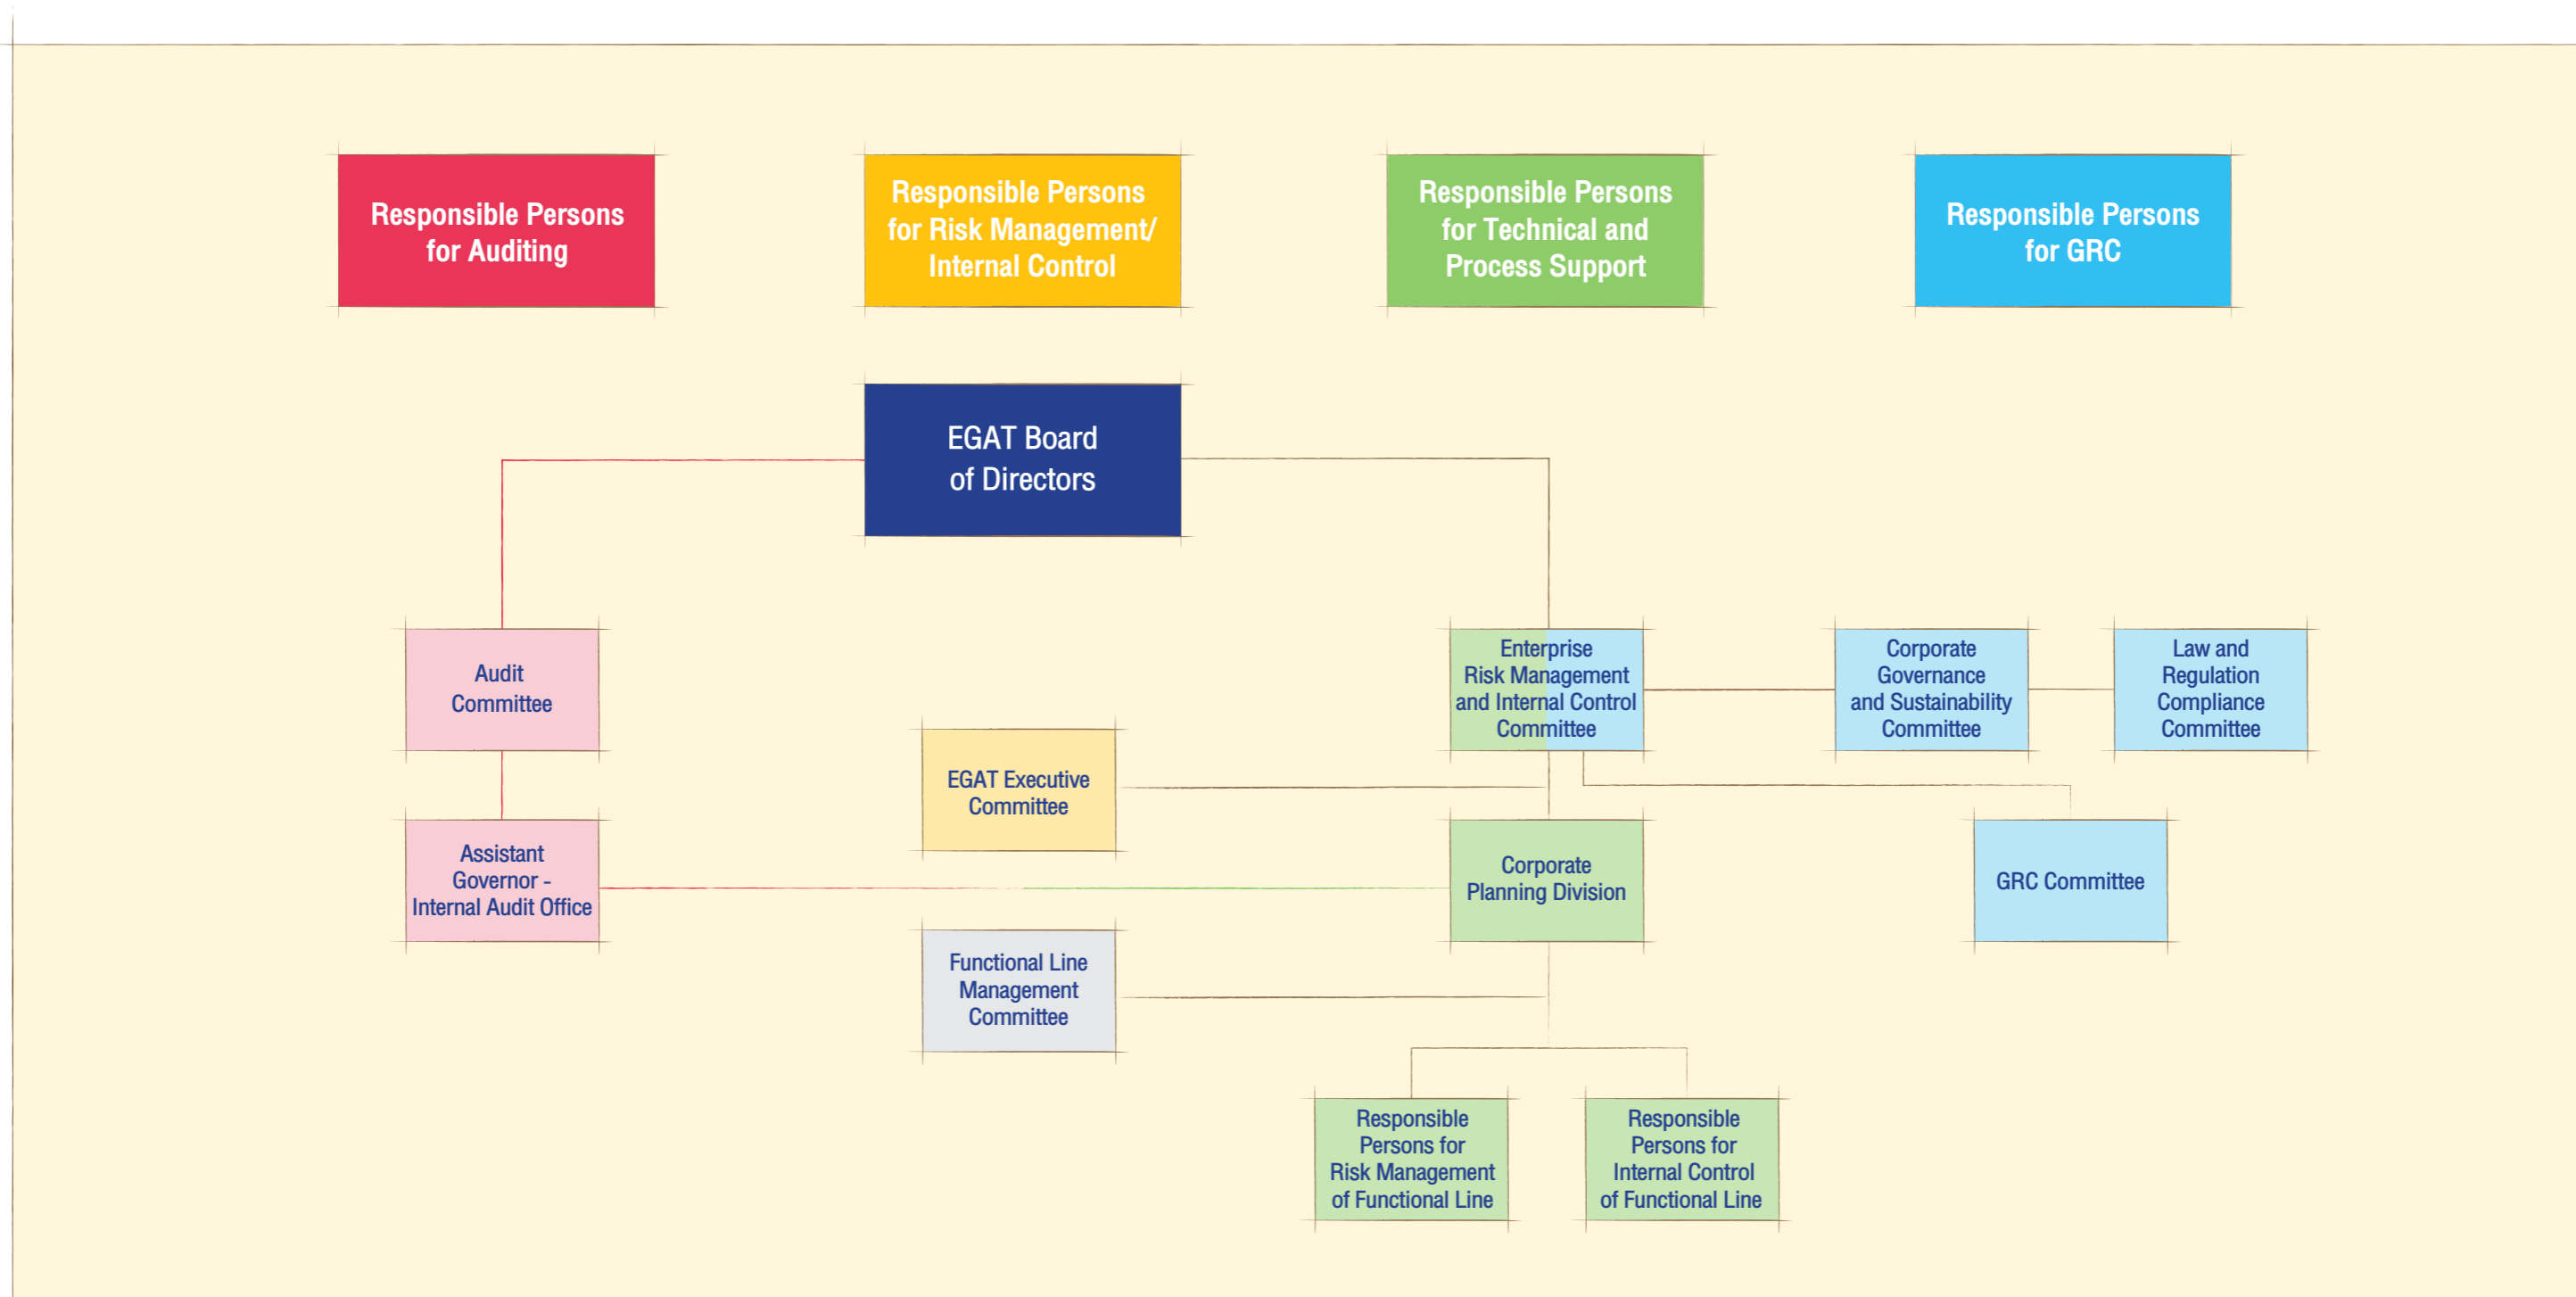 Responsible Persons
for Auditing
Responsible Persons
for Risk Management/
Internal Control
Responsible Persons
for Technical and
Process Support
Responsible Persons
for GRC
EGAT Board
of Directors
Audit
Committee
Enterprise
Risk Management
and Internal Control
Committee
Corporate
Governance
and Sustainability
Committee
Law and
Regulation
Compliance
Committee
EGAT Executive
Committee
Assistant
Governor -
Internal Audit Office
Corporate
Planning Division
GRC Committee
Functional Line
Management
Committee
Responsible
Persons for
Risk Management
of Functional Line
Responsible
Persons for
Internal Control
of Functional Line